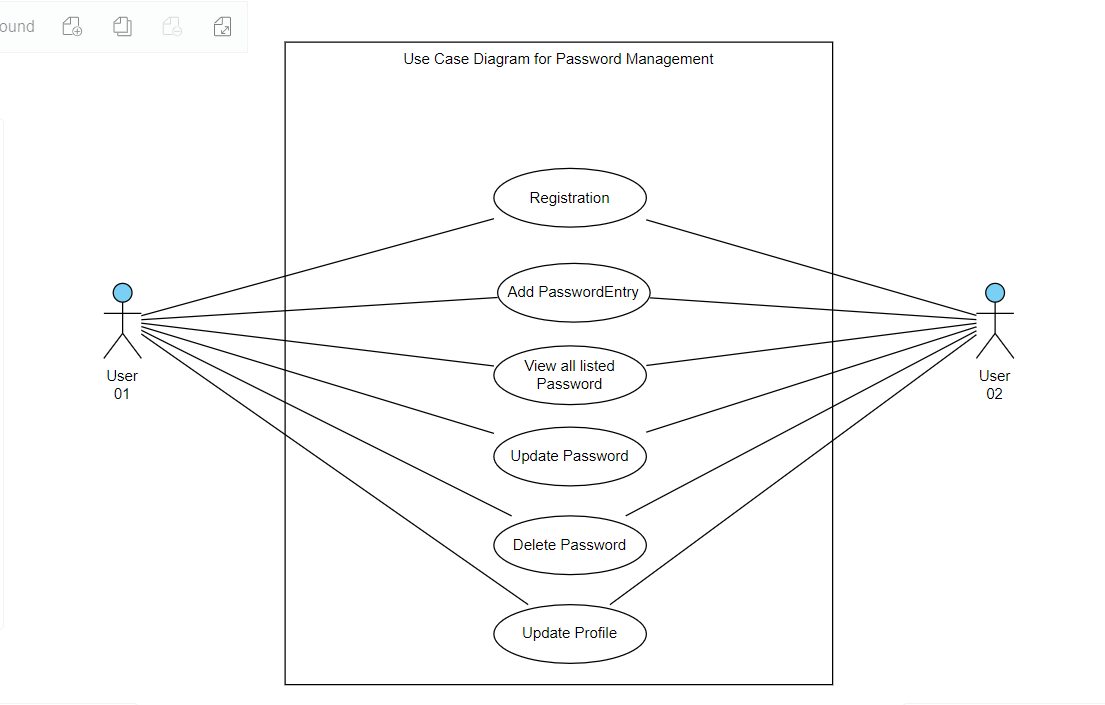 ound
Use Case Diagram for Password Management
Registration
Add PasswordEntry
View all listed
Password
Update Password
Delete Password
Update Profile
User
01
User
02